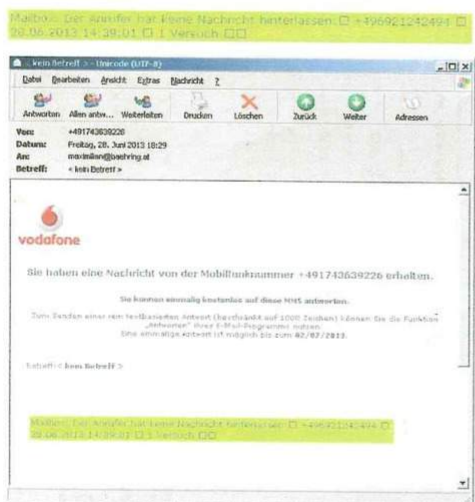 Mailbox: Der Anrufer hat keine Nachricht hinterlassen: □ +496921242494 □
28.06.2013 14:39:01 □ 1 Versuch □□
< kein Betreff > - Unicode (UTF-8)
Datei Bearbeiten Ansicht Extras Nachricht ?
Antworten Allen antw... Weiterleiten Drucken Löschen Zurück Weiter Adressen
Von: +491743639226
Datum: Freitag, 28. Juni 2013 18:29
An: maximilian@baehring.at
Betreff: < kein Betreff >
vodafone
Sie haben eine Nachricht von der Mobilfunknummer +491743639226 erhalten.
Sie können einmalig kostenlos auf diese MMS antworten.
Zum Senden einer rein textbasierten Antwort (beschränkt auf 1000 Zeichen) können Sie die Funktion
„Antworten" Ihres E-Mail-Programms nutzen.
Eine einmalige Antwort ist möglich bis zum 02/07/2013.
Betreff: < kein Betreff >
Mailbox: Der Anrufer hat keine Nachricht hinterlassen: □ +496921242494 □
28.06.2013 14:39:01 □ 1 Versuch □□